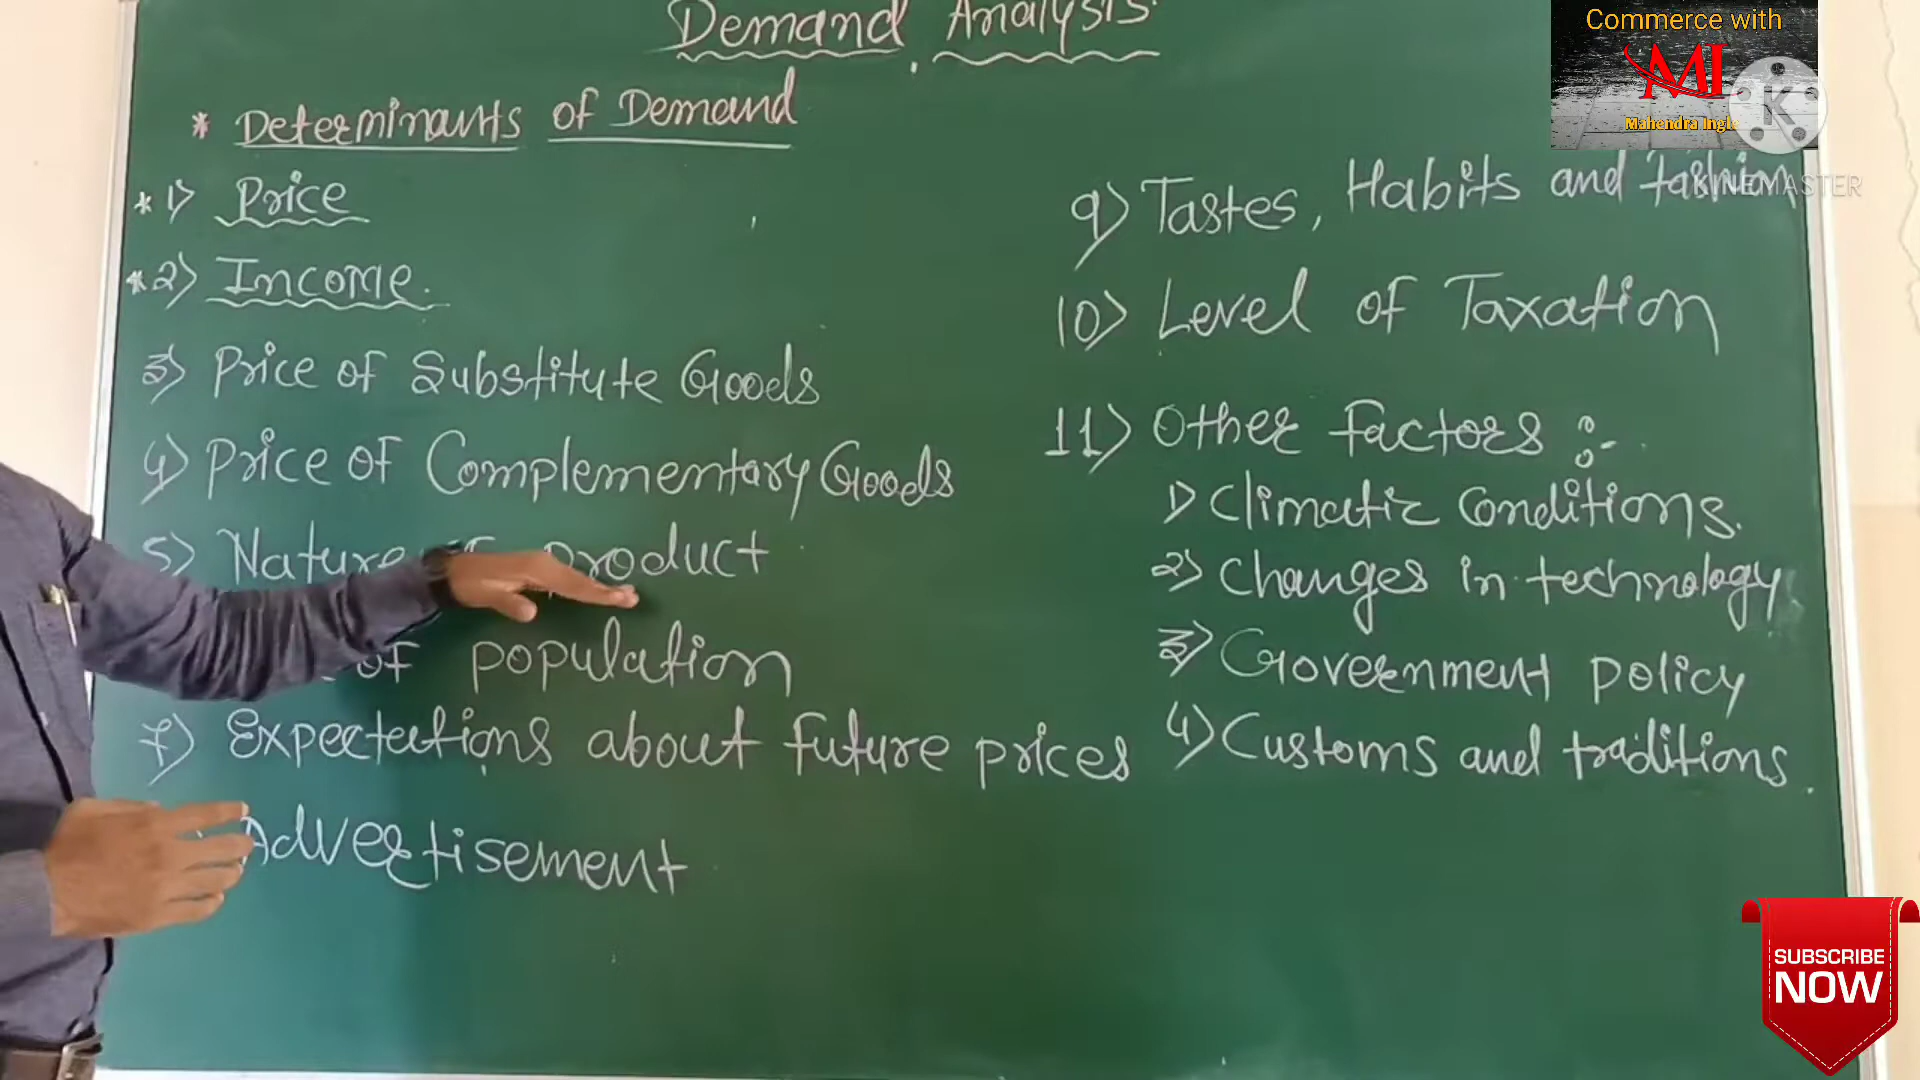 Demand Analysis.
* Determinants of Demand
*1) Price
*2) Income.
3) Price of Substitute Goods
4) Price of Complementary Goods
5) Nature of product
of population
7) Expectations about future prices
Advertisement
9) Tastes, Habits and fashion
10) Level of Taxation
11) Other factors :-
1) Climatic conditions.
2) Changes in technology
3) Government policy
4) Customs and traditions.
Commerce with
MI
Mahendra Ingle
K
KINEMASTER
SUBSCRIBE
NOW